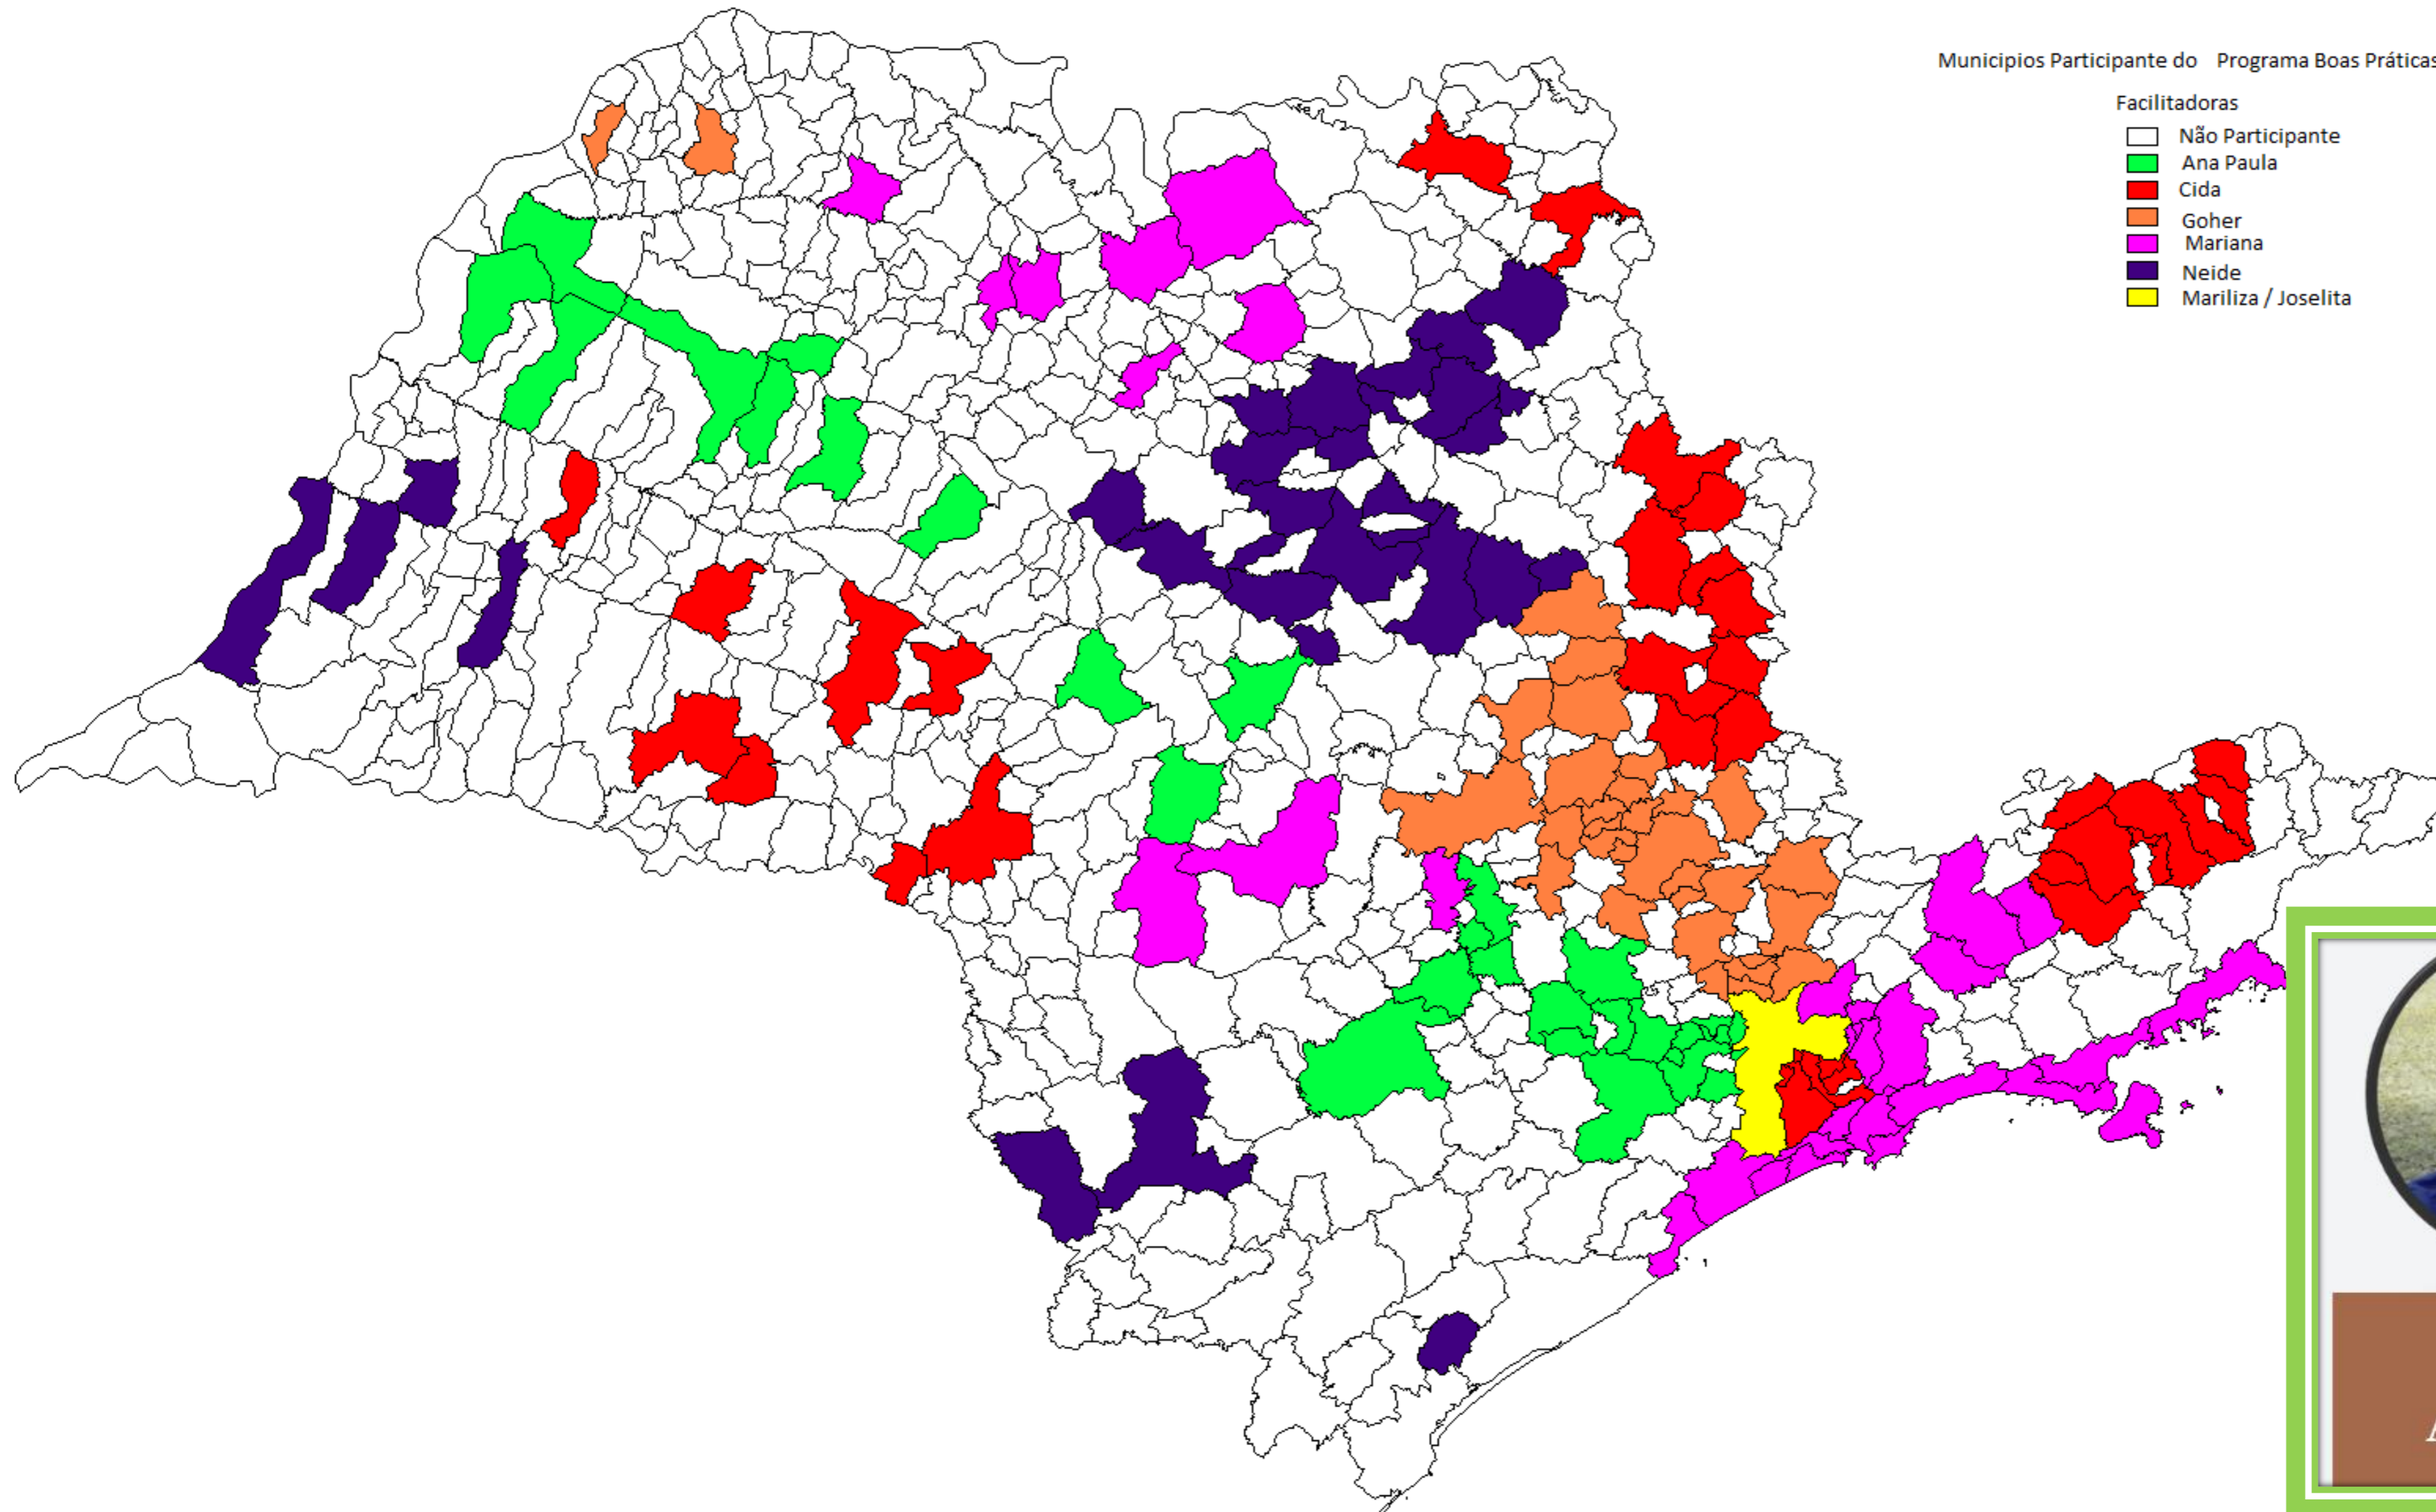 Municipios Participante do Programa Boas Práticas
Facilitadoras
Não Participante
Ana Paula
Cida
Goher
Mariana
Neide
Mariliza / Joselita